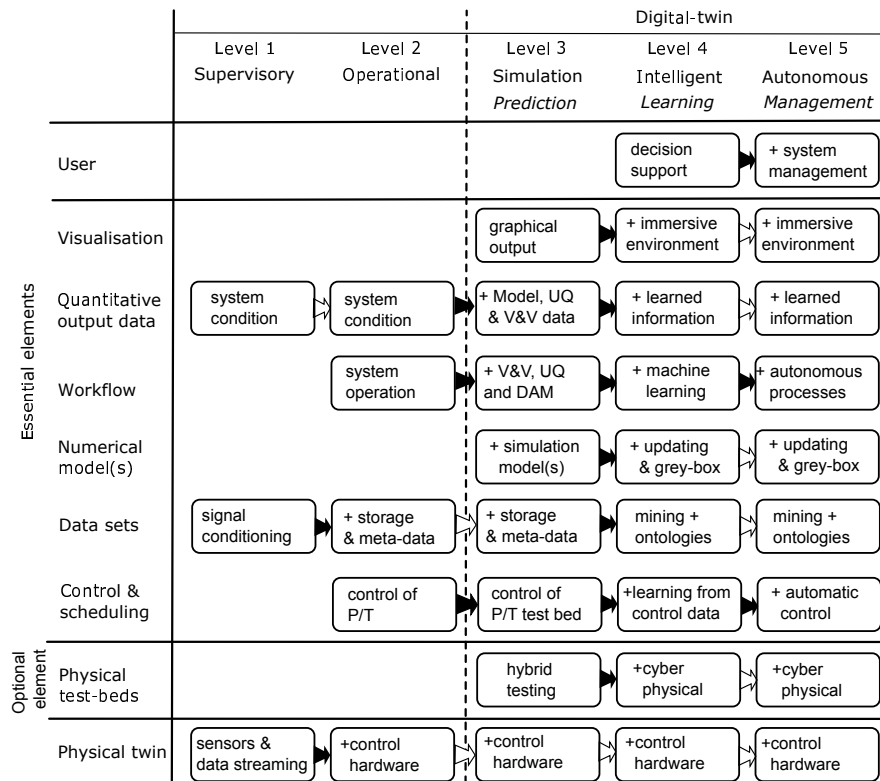 Digital-twin
Level 1
Level 2
Level 3
Level 4
Level 5
Supervisory
Operational
Simulation
Intelligent
Autonomous
Prediction
Learning
Management
User
decision
support
+ system
management
Essential elements
Visualisation
graphical
output
+ immersive
environment
+ immersive
environment
Quantitative
output data
system
condition
system
condition
+ Model, UQ
& V&V data
+ learned
information
+ learned
information
Workflow
system
operation
+ V&V, UQ
and DAM
+ machine
learning
+ autonomous
processes
Numerical
model(s)
+ simulation
model(s)
+ updating
& grey-box
+ updating
& grey-box
Data sets
signal
conditioning
+ storage
& meta-data
+ storage
& meta-data
mining +
ontologies
mining +
ontologies
Control &
scheduling
control of
P/T
control of
P/T test bed
+learning from
control data
+ automatic
control
Optional
element
Physical
test-beds
hybrid
testing
+cyber
physical
+cyber
physical
Physical twin
sensors &
data streaming
+control
hardware
+control
hardware
+control
hardware
+control
hardware